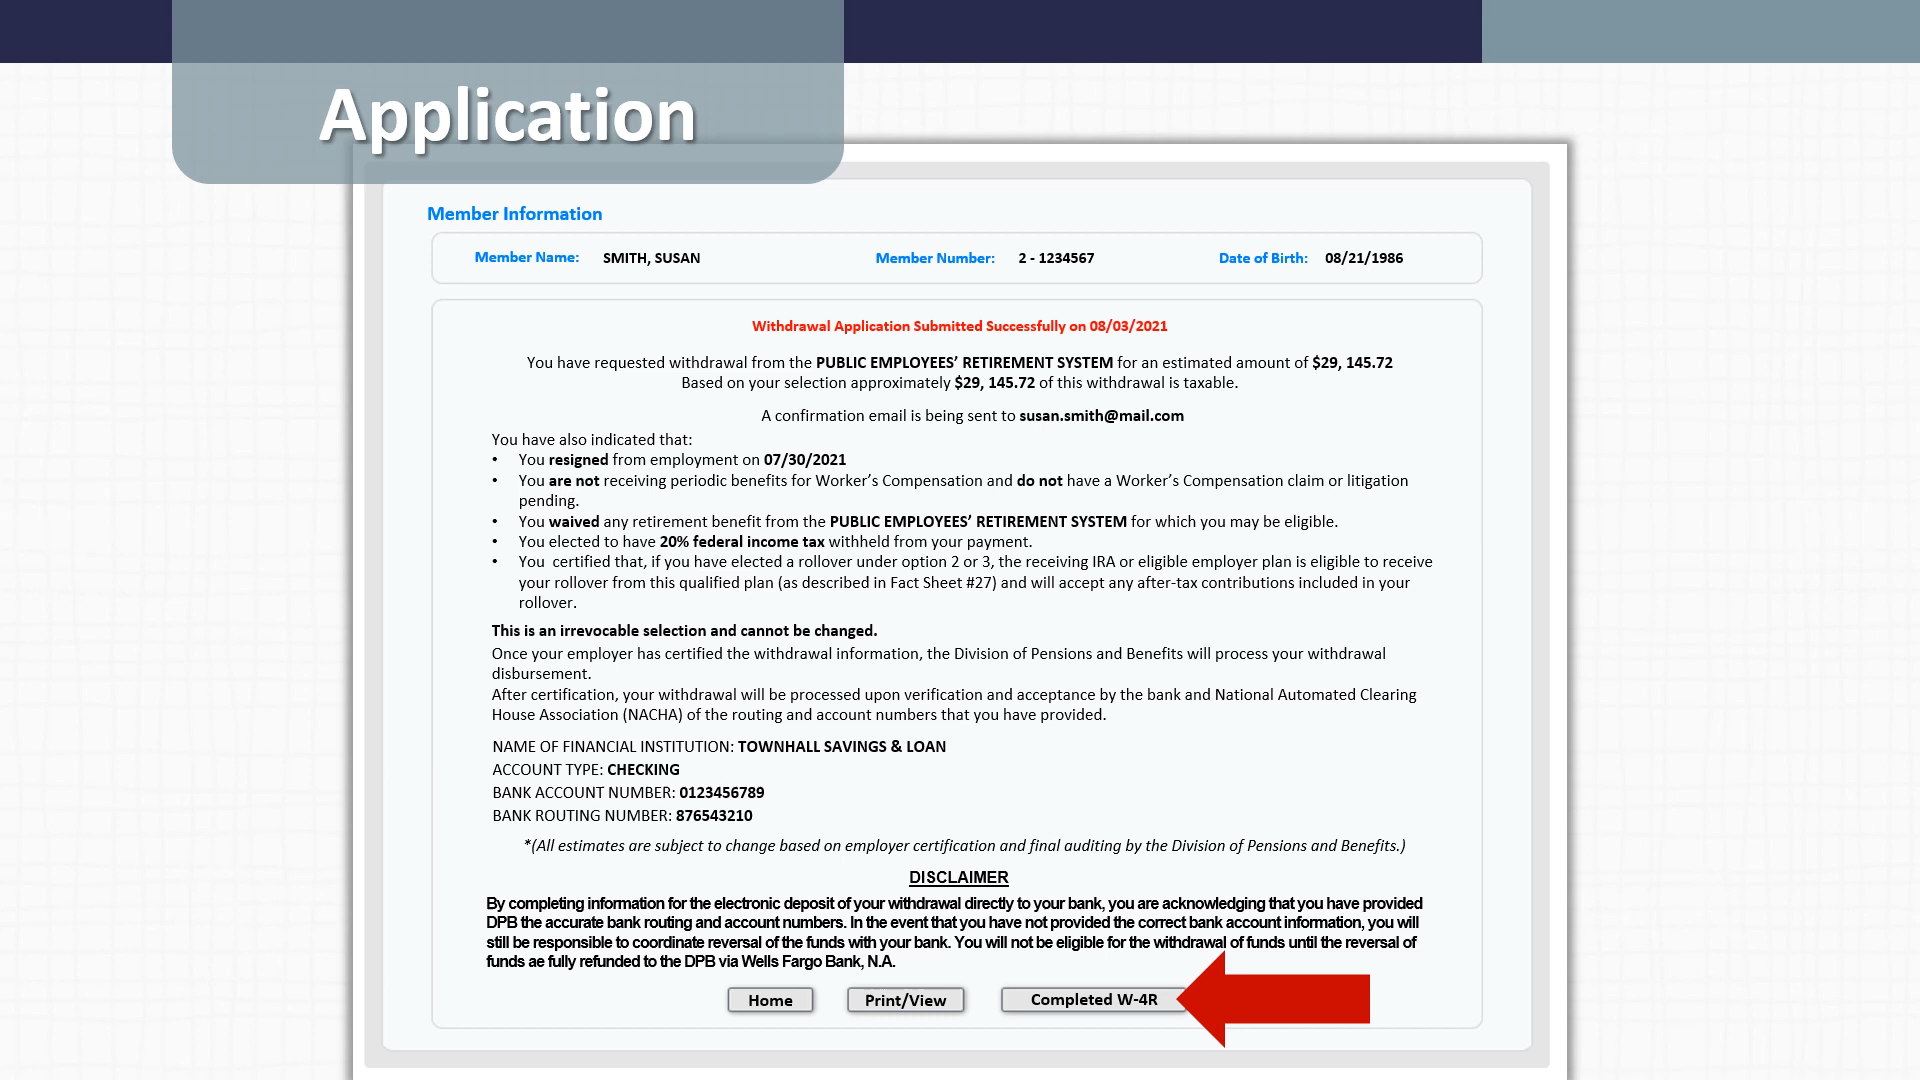 Application
Member Information
Member Name: SMITH, SUSAN Member Number: 2 - 1234567 Date of Birth: 08/21/1986
Withdrawal Application Submitted Successfully on 08/03/2021
You have requested withdrawal from the PUBLIC EMPLOYEES’ RETIREMENT SYSTEM for an estimated amount of $29, 145.72
Based on your selection approximately $29, 145.72 of this withdrawal is taxable.
A confirmation email is being sent to susan.smith@mail.com
You have also indicated that:
• You resigned from employment on 07/30/2021
• You are not receiving periodic benefits for Worker’s Compensation and do not have a Worker’s Compensation claim or litigation
pending.
• You waived any retirement benefit from the PUBLIC EMPLOYEES’ RETIREMENT SYSTEM for which you may be eligible.
• You elected to have 20% federal income tax withheld from your payment.
• You certified that, if you have elected a rollover under option 2 or 3, the receiving IRA or eligible employer plan is eligible to receive
your rollover from this qualified plan (as described in Fact Sheet #27) and will accept any after-tax contributions included in your
rollover.
This is an irrevocable selection and cannot be changed.
Once your employer has certified the withdrawal information, the Division of Pensions and Benefits will process your withdrawal
disbursement.
After certification, your withdrawal will be processed upon verification and acceptance by the bank and National Automated Clearing
House Association (NACHA) of the routing and account numbers that you have provided.
NAME OF FINANCIAL INSTITUTION: TOWNHALL SAVINGS & LOAN
ACCOUNT TYPE: CHECKING
BANK ACCOUNT NUMBER: 0123456789
BANK ROUTING NUMBER: 876543210
*(All estimates are subject to change based on employer certification and final auditing by the Division of Pensions and Benefits.)
DISCLAIMER
By completing information for the electronic deposit of your withdrawal directly to your bank, you are acknowledging that you have provided
DPB the accurate bank routing and account numbers. In the event that you have not provided the correct bank account information, you will
still be responsible to coordinate reversal of the funds with your bank. You will not be eligible for the withdrawal of funds until the reversal of
funds ae fully refunded to the DPB via Wells Fargo Bank, N.A.
Home Print/View Completed W-4R